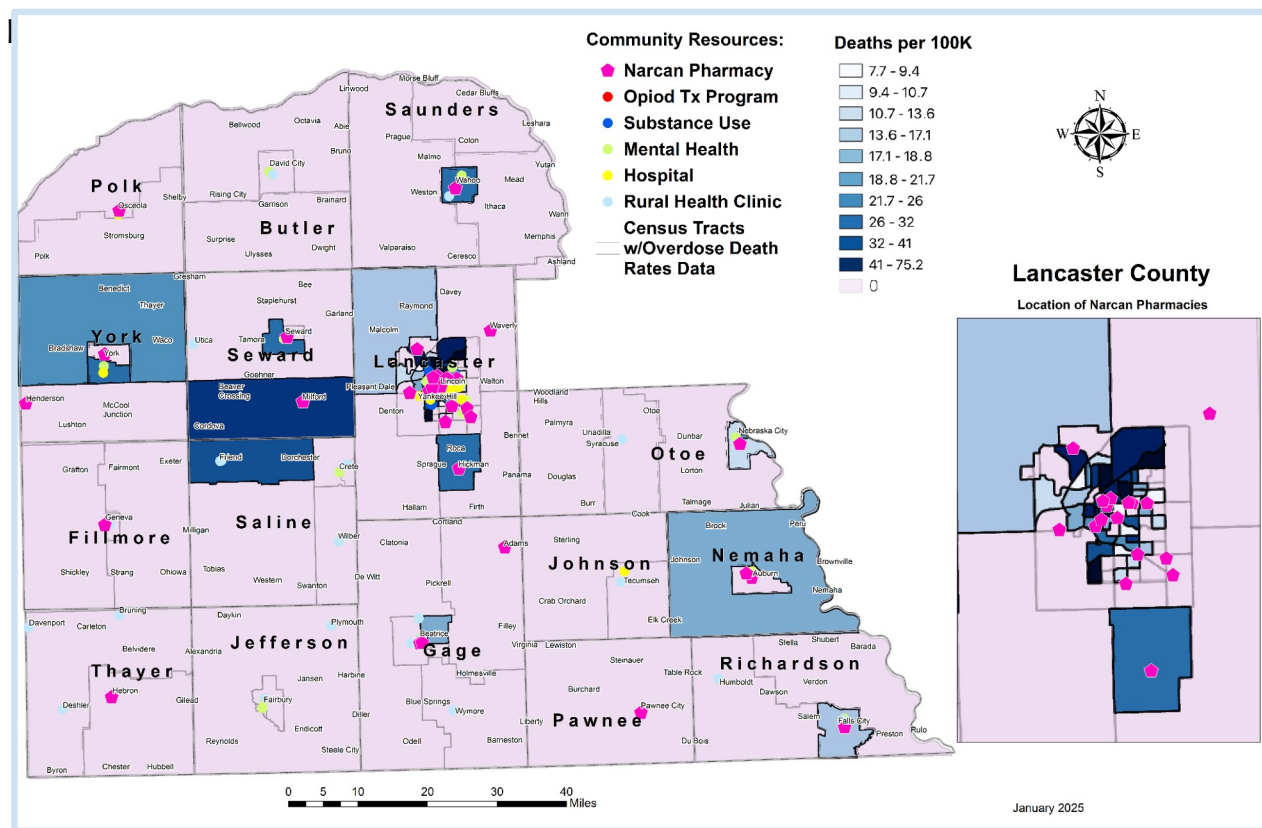 Community Resources:
Narcan Pharmacy
Opiod Tx Program
Substance Use
Mental Health
Hospital
Rural Health Clinic
Census Tracts
w/Overdose Death
Rates Data
Deaths per 100K
7.7 - 9.4
9.4 - 10.7
10.7 - 13.6
13.6 - 17.1
17.1 - 18.8
18.8 - 21.7
21.7 - 26
26 - 32
32 - 41
41 - 75.2
0
N
W
E
S
Lancaster County
Location of Narcan Pharmacies
Polk
Osceola
Shelby
Stromsburg
Polk
Butler
Bellwood
Octavia
Linwood
Abie
Bruno
David City
Rising City
Garrison
Brainard
Surprise
Ulysses
Dwight
Saunders
Morse Bluff
Cedar Bluffs
Leshara
Prague
Colon
Malmo
Yutan
Wahoo
Mead
Weston
Ithaca
Wann
Memphis
Valparaiso
Ceresco
Ashland
York
Gresham
Benedict
Thayer
Waco
Bradshaw
York
Henderson
McCool
Junction
Lushton
Seward
Bee
Staplehurst
Garland
Utica
Tamora
Seward
Goehner
Beaver
Crossing
Pleasant Dale
Milford
Cordova
Lancaster
Raymond
Davey
Malcolm
Waverly
Lincoln
Walton
Yankee Hill
Denton
Bennet
Roca
Sprague
Hickman
Panama
Hallam
Firth
Otoe
Woodland
Hills
Otoe
Palmyra
Unadilla
Syracuse
Dunbar
Nebraska City
Lorton
Douglas
Burr
Talmage
Julian
Fillmore
Grafton
Fairmont
Exeter
Geneva
Milligan
Shickley
Strang
Ohiowa
Saline
Friend
Dorchester
Crete
Wilber
Tobias
Western
Swanton
De Witt
Gage
Cortland
Clatonia
Adams
Pickrell
Beatrice
Filley
Virginia
Holmesville
Blue Springs
Wymore
Liberty
Odell
Barneston
Johnson
Cook
Sterling
Tecumseh
Crab Orchard
Elk Creek
Nemaha
Brock
Peru
Johnson
Auburn
Brownville
Nemaha
Thayer
Bruning
Davenport
Carleton
Belvidere
Alexandria
Hebron
Gilead
Deshler
Byron
Chester
Hubbell
Jefferson
Daykin
Plymouth
Jansen
Harbine
Fairbury
Diller
Endicott
Reynolds
Steele City
Pawnee
Lewiston
Steinauer
Table Rock
Burchard
Pawnee City
Du Bois
Richardson
Stella
Shubert
Barada
Humboldt
Verdon
Dawson
Salem
Falls City
Preston
Rulo
0
5
10
20
30
40
Miles
January 2025